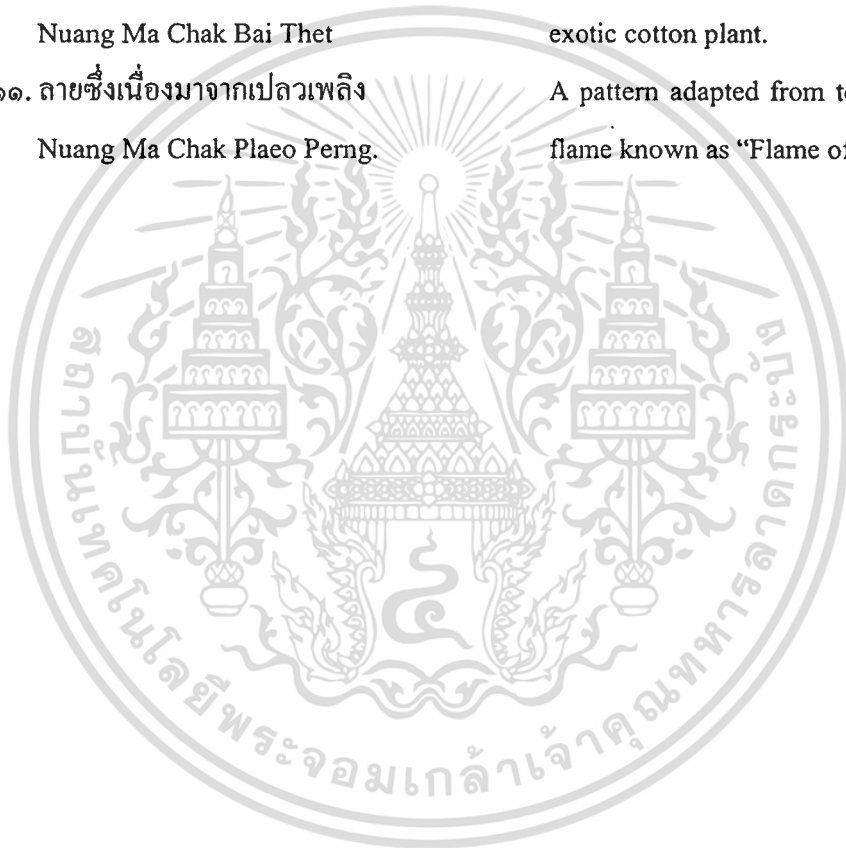 Nuang Ma Chak Bai Thet exotic cotton plant.
๑๑. ลายซึ่งเนื่องมาจากเปลวเพลิง A pattern adapted from
Nuang Ma Chak Plaeo Perng. flame known as “Flame
สถาบันเทคโนโลยีพระจอมเกล้าเจ้าคุณทหารลาดกระบัง